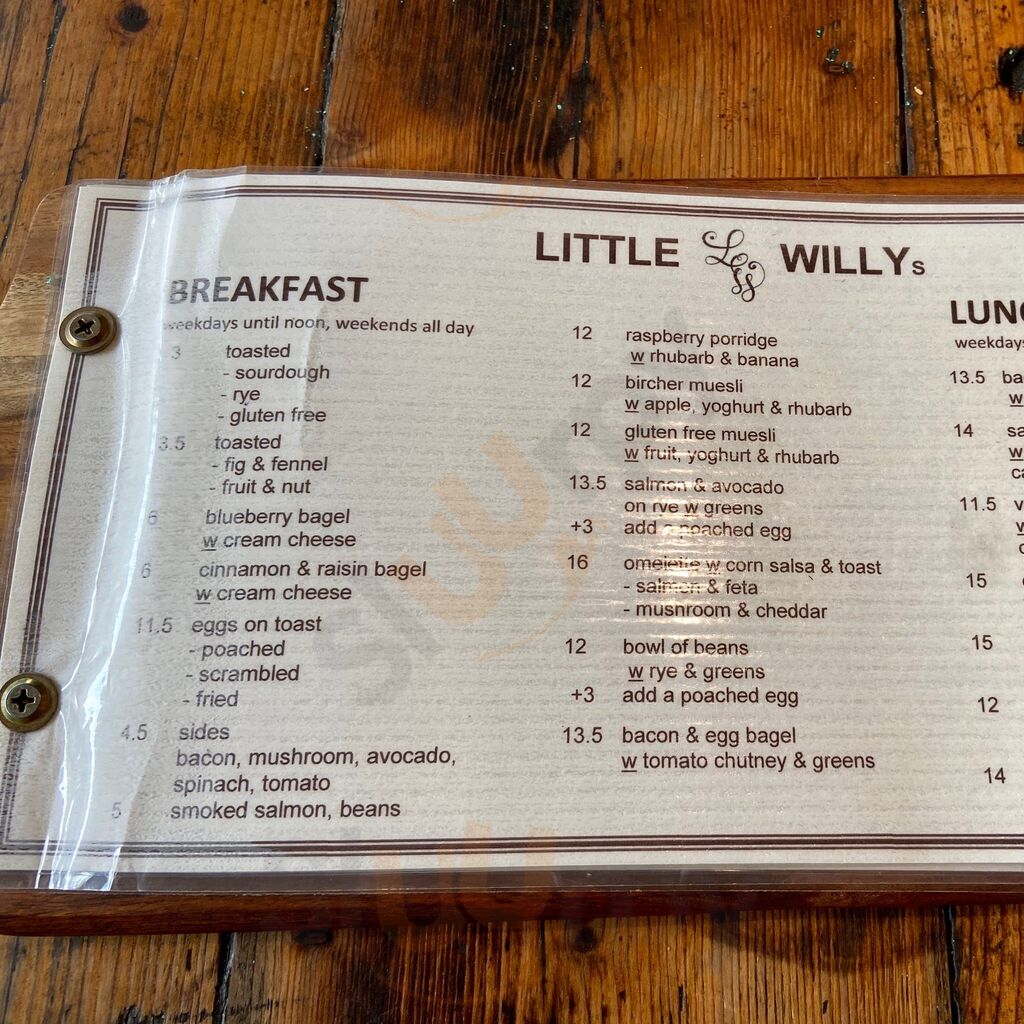 LITTLE Loïs WILLYs
BREAKFAST
weekdays until noon, weekends all day
3 toasted
- sourdough
- rye
- gluten free
3.5 toasted
- fig & fennel
- fruit & nut
6 blueberry bagel
w cream cheese
6 cinnamon & raisin bagel
w cream cheese
11.5 eggs on toast
- poached
- scrambled
- fried
4.5 sides
bacon, mushroom, avocado,
spinach, tomato
5 smoked salmon, beans
12 raspberry porridge
w rhubarb & banana
12 bircher muesli
w apple, yoghurt & rhubarb
12 gluten free muesli
w fruit, yoghurt & rhubarb
13.5 salmon & avocado
on rye w greens
+3 add a poached egg
16 omelette w corn salsa & toast
- salmon & feta
- mushroom & cheddar
12 bowl of beans
w rye & greens
+3 add a poached egg
13.5 bacon & egg bagel
w tomato chutney & greens
LUN
weekdays
13.5 ba
w
14 sa
w
ca
11.5 v
15
15
12
14